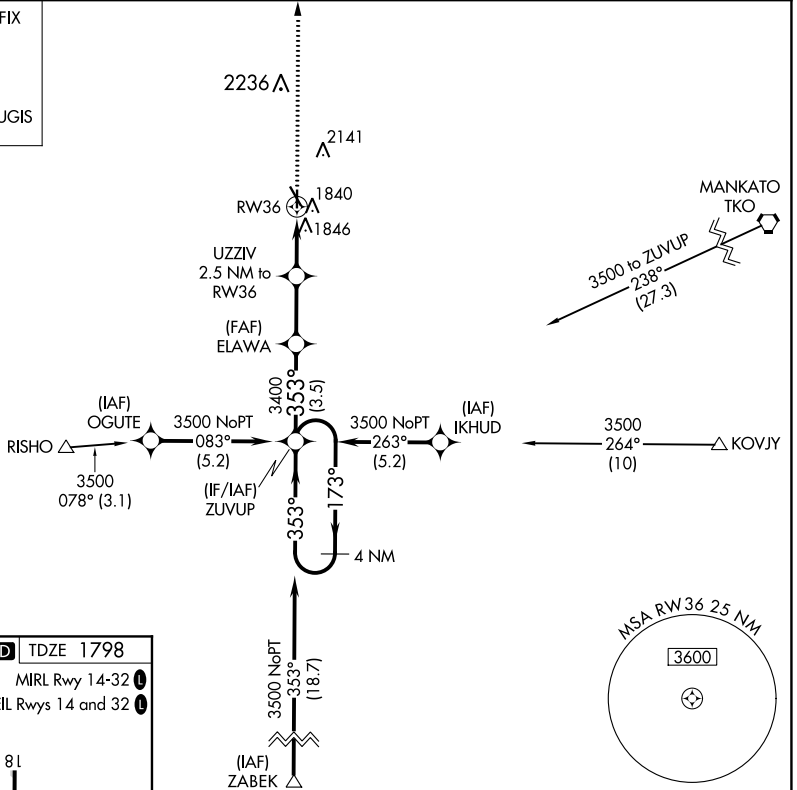 FIX
UGIS
2236
2141
1840
RW36
1846
MANKATO
TKO
UZZIV
2.5 NM to
RW36
3500 to ZUVUP
238°
(27.3)
(FAF)
ELAWA
3400
353°
(3.5)
(IAF)
OGUTE
3500 NoPT
083°
(5.2)
3500 NoPT
263°
(5.2)
(IAF)
IKHUD
3500
264°
(10)
KOVJY
RISHO
3500
078° (3.1)
(IF/IAF)
ZUVUP
353°
173°
4 NM
3500 NoPT
353°
(18.7)
(IAF)
ZABEK
MSA RW36 25 NM
3600
D TDZE 1798
MIRL Rwy 14-32 L
IL Rwys 14 and 32 L
18